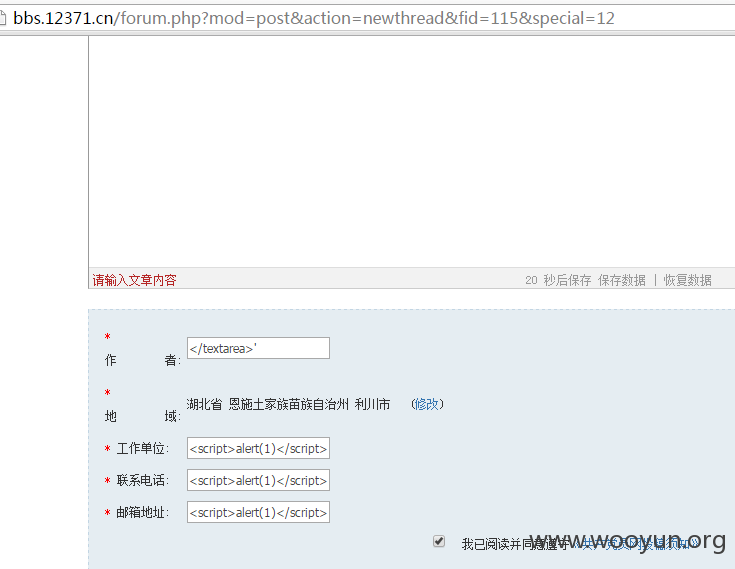 bbs.12371.cn/forum.php?mod=post&action=newthread&fid=115&special=12
请输入文章内容 20 秒后保存 保存数据 | 恢复数据
*
作 者: </textarea>'
*
地 域: 湖北省 恩施土家族苗族自治州 利川市 (修改)
* 工作单位: <script>alert(1)</script>
* 联系电话: <script>alert(1)</script>
* 邮箱地址: <script>alert(1)</script>
我已阅读并同意遵守
www.wooyun.org